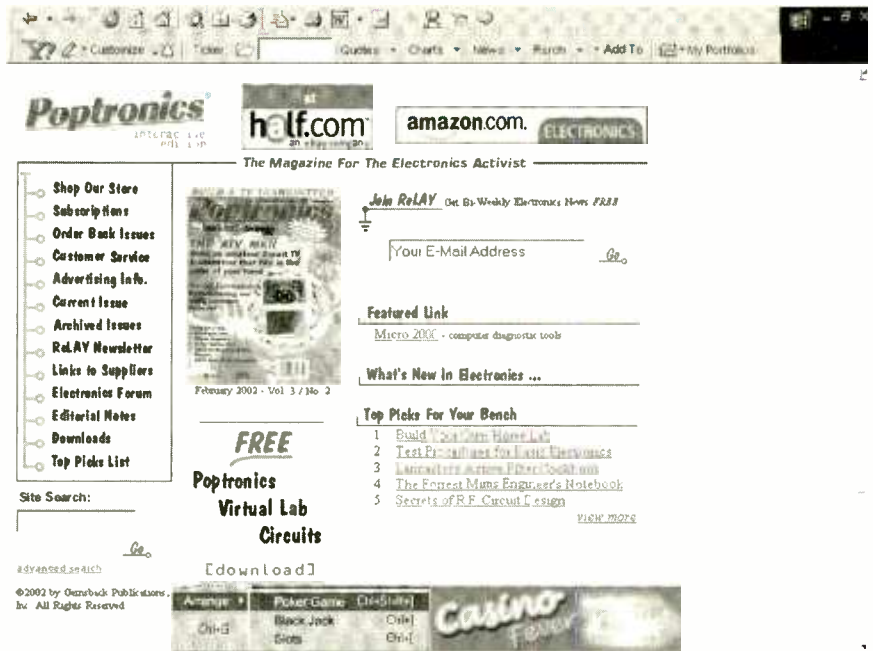 Customize
Quotes Charts News Add To My Portfolios
Poptronics
half.com
an ebay company
amazon.com.
ELECTRONICS
The Magazine For The Electronics Activist
Shop Our Store
Subscriptions
Order Back Issues
Customer Service
Advertising Info.
Current Issue
Archived Issues
ReLAY Newsletter
Links to Suppliers
Electronics Forum
Editorial Notes
Downloads
Top Picks List
Site Search:
Go
advanced search
©2002 by Gernsback Publications,
Inc. All Rights Reserved
Poptronics
February 2002 - Vol. 3 / No. 2
FREE
Poptronics
Virtual Lab
Circuits
[download]
Join ReLAY Get Bi-Weekly Electronics News FREE
Your E-Mail Address
Go
Featured Link
Micro 2000 - computer diagnostic tools
What's New In Electronics ...
Top Picks For Your Bench
1 Build Your Own Home Lab
2 Test Procedures for Basic Electronics
3 Lancaster's Active Filter Cookbook
4 The Forrest Mims Engineer's Notebook
5 Secrets of RF Circuit Design
view more
Arrange Poker Game Ctrl+Shift+[
Ctrl+G Black Jack Ctrl+[
Slots Ctrl+[
Casino
Fever